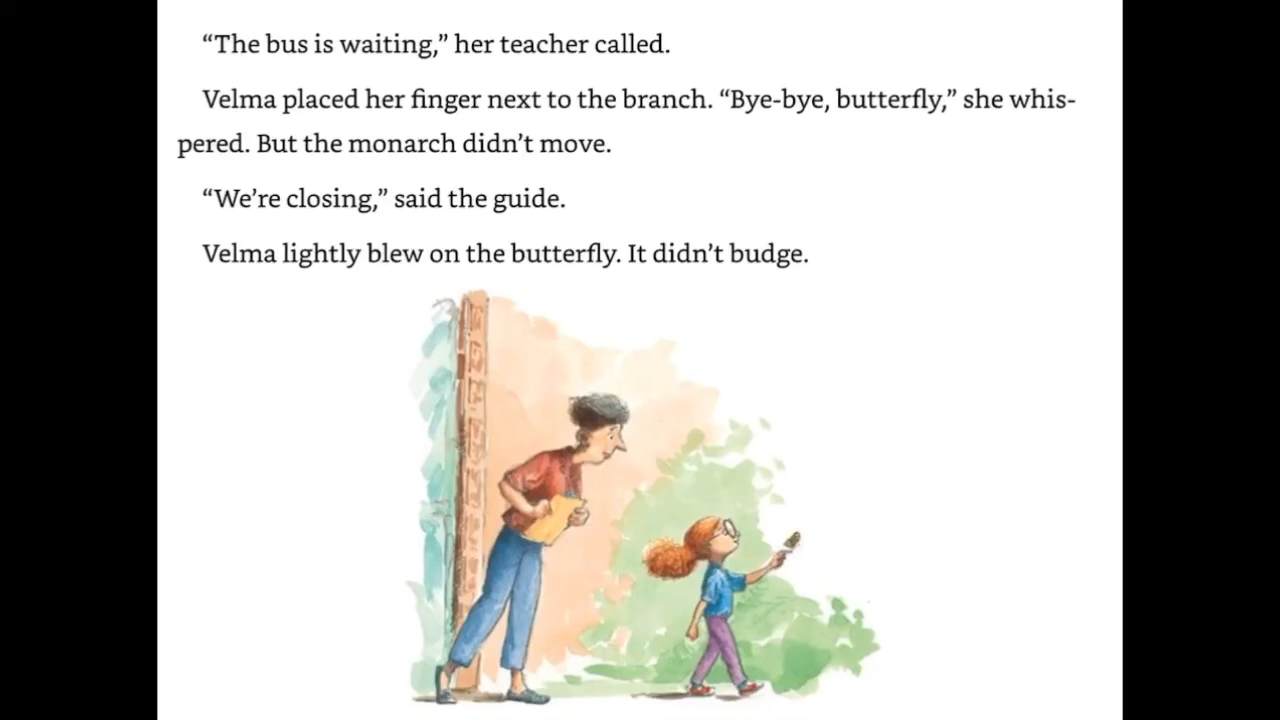 “The bus is waiting,” her teacher called.
Velma placed her finger next to the branch. “Bye-bye, butterfly,” she whis-
pered. But the monarch didn’t move.
“We’re closing,” said the guide.
Velma lightly blew on the butterfly. It didn’t budge.